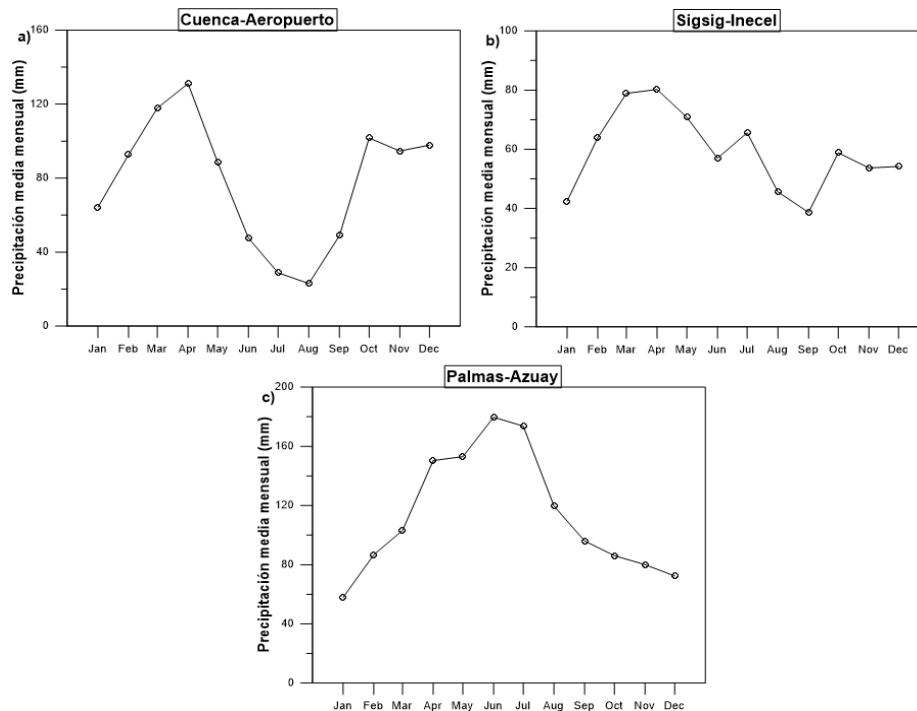 Cuenca-Aeropuerto
a)
Precipitación media mensual (mm)
160
120
80
40
0
Jan Feb Mar Apr May Jun Jul Aug Sep Oct Nov Dec
Sigsig-Inecel
b)
Precipitación media mensual (mm)
100
80
60
40
20
0
Jan Feb Mar Apr May Jun Jul Aug Sep Oct Nov Dec
Palmas-Azuay
c)
Precipitación media mensual (mm)
200
160
120
80
40
0
Jan Feb Mar Apr May Jun Jul Aug Sep Oct Nov Dec